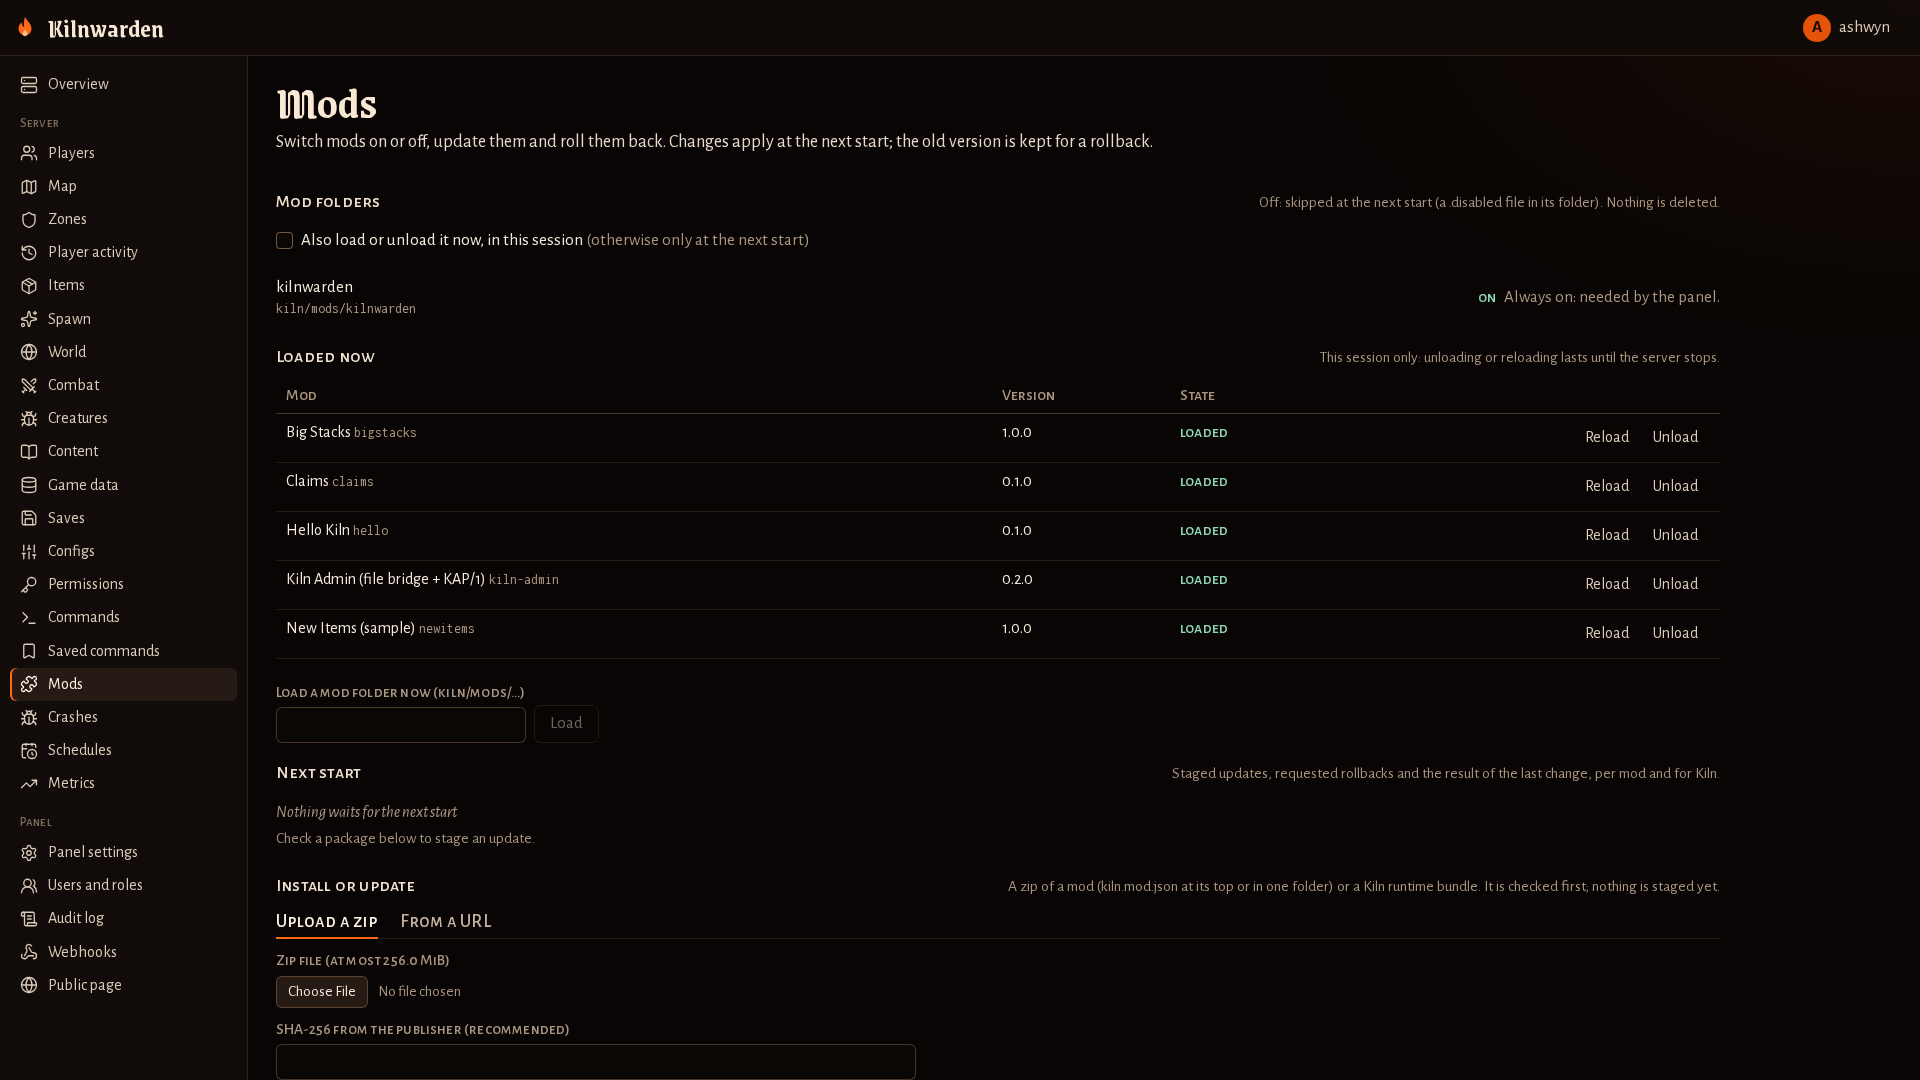 Kilnwarden
A ashwyn
Overview
Server
Players
Map
Zones
Player activity
Items
Spawn
World
Combat
Creatures
Content
Game data
Saves
Configs
Permissions
Commands
Saved commands
Mods
Crashes
Schedules
Metrics
Panel
Panel settings
Users and roles
Audit log
Webhooks
Public page
Mods
Switch mods on or off, update them and roll them back. Changes apply at the next start; the old version is kept for a rollback.
Mod folders
Off: skipped at the next start (a .disabled file in its folder). Nothing is deleted.
Also load or unload it now, in this session (otherwise only at the next start)
kilnwarden
kiln/mods/kilnwarden
on Always on: needed by the panel.
Loaded now
This session only: unloading or reloading lasts until the server stops.
Mod Version State
Big Stacks bigstacks 1.0.0 loaded Reload Unload
Claims claims 0.1.0 loaded Reload Unload
Hello Kiln hello 0.1.0 loaded Reload Unload
Kiln Admin (file bridge + KAP/1) kiln-admin 0.2.0 loaded Reload Unload
New Items (sample) newitems 1.0.0 loaded Reload Unload
Load a mod folder now (kiln/mods/...)
Load
Next start
Staged updates, requested rollbacks and the result of the last change, per mod and for Kiln.
Nothing waits for the next start
Check a package below to stage an update.
Install or update
A zip of a mod (kiln.mod.json at its top or in one folder) or a Kiln runtime bundle. It is checked first; nothing is staged yet.
Upload a zip From a URL
Zip file (at most 256.0 MiB)
Choose File No file chosen
SHA-256 from the publisher (recommended)